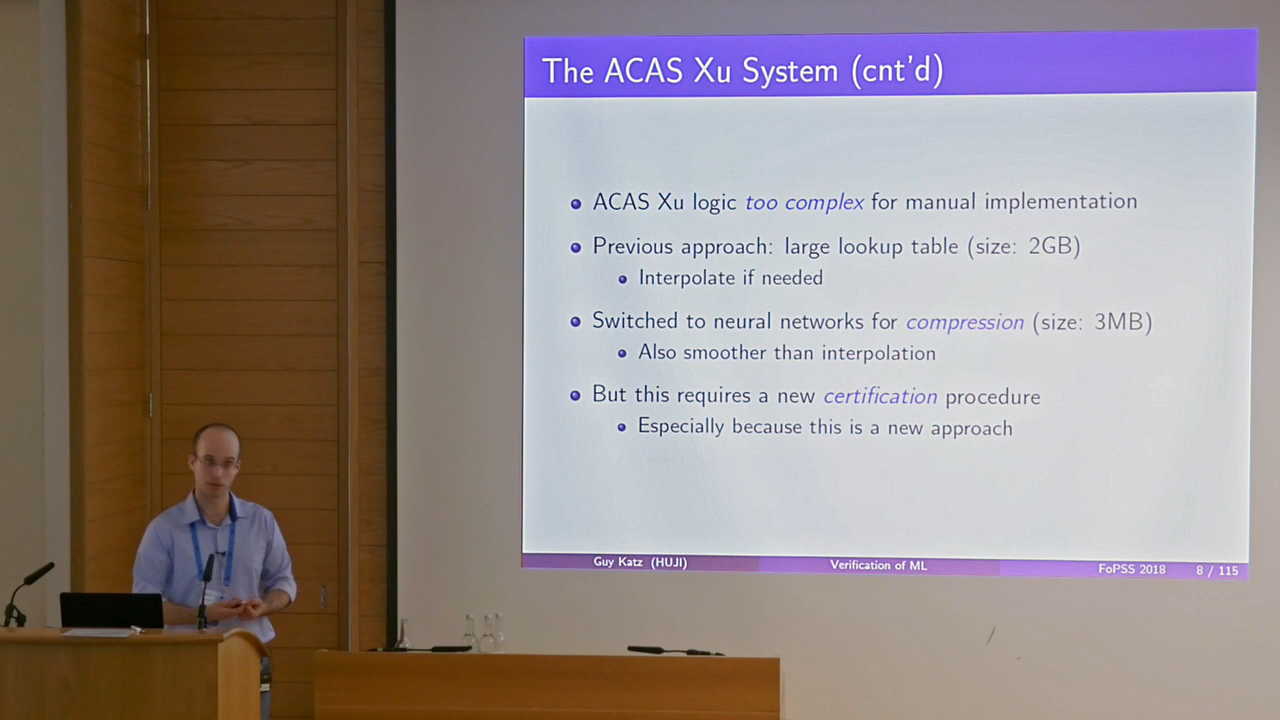 The ACAS Xu System (cnt'd)
ACAS Xu logic too complex for manual implementation
Previous approach: large lookup table (size: 2GB)
Interpolate if needed
Switched to neural networks for compression (size: 3MB)
Also smoother than interpolation
But this requires a new certification procedure
Especially because this is a new approach
Guy Katz (HUJI) Verification of ML FoPSS 2018 8 / 115